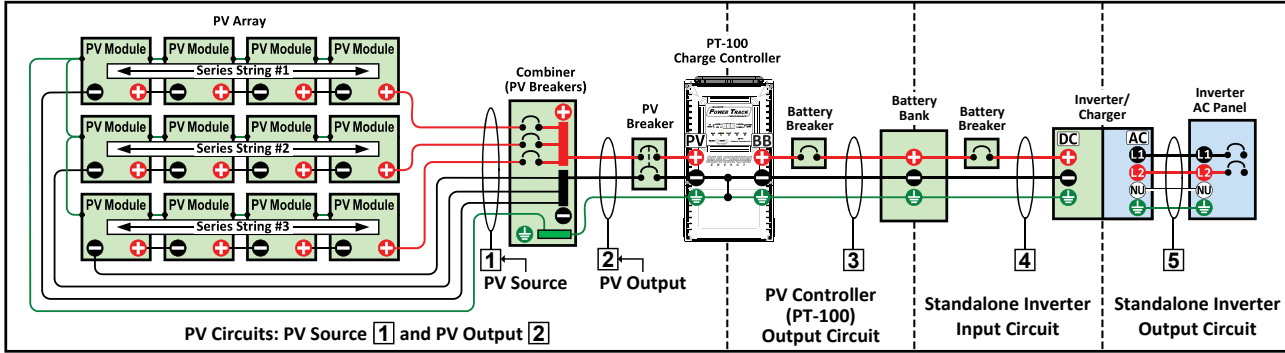 PV Array
PV Module PV Module PV Module PV Module
Series String #1
PV Module PV Module PV Module PV Module
Series String #2
PV Module PV Module PV Module PV Module
Series String #3
Combiner
(PV Breakers)
PV
Breaker
PT-100
Charge Controller
POWER TRACK
PV
BB
MAGNUM
ENERGY
Battery
Breaker
Battery
Bank
Battery
Breaker
Inverter/
Charger
DC
AC
L1
L2
NU
Inverter
AC Panel
L1
L2
NU
1
PV Source
2
PV Output
3
4
5
PV Circuits: PV Source 1 and PV Output 2
PV Controller
(PT-100)
Output Circuit
Standalone Inverter
Input Circuit
Standalone Inverter
Output Circuit